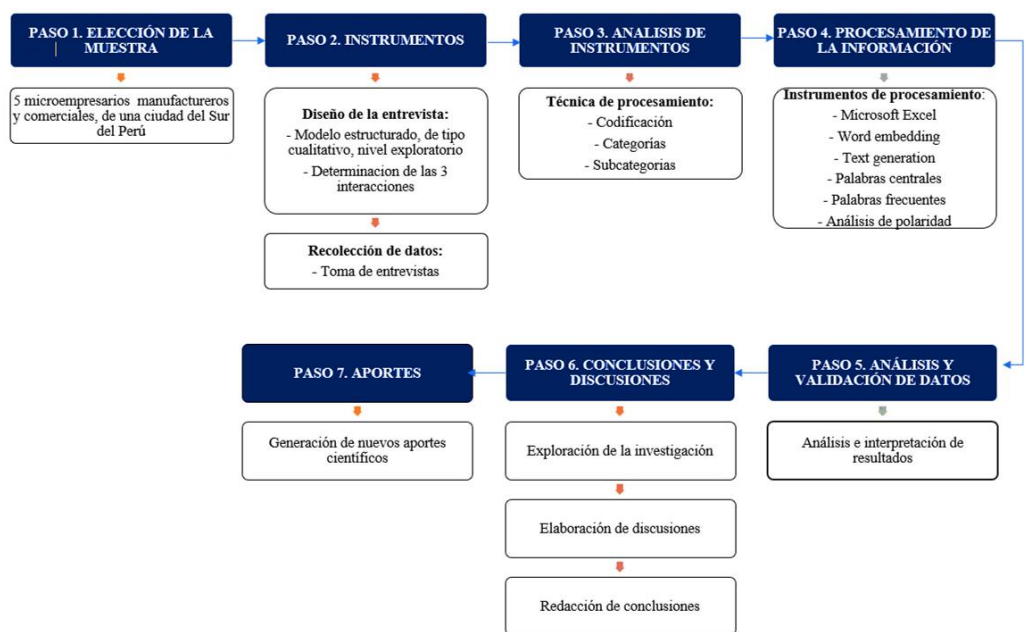 PASO 1. ELECCIÓN DE LA
MUESTRA
5 microempresarios manufactureros
y comerciales, de una ciudad del Sur
del Perú
PASO 2. INSTRUMENTOS
Diseño de la entrevista:
- Modelo estructurado, de tipo
cualitativo, nivel exploratorio
- Determinacion de las 3
interacciones
Recolección de datos:
- Toma de entrevistas
PASO 3. ANALISIS DE
INSTRUMENTOS
Técnica de procesamiento:
- Codificación
- Categorías
- Subcategorias
PASO 4. PROCESAMIENTO DE
LA INFORMACIÓN
Instrumentos de procesamiento:
- Microsoft Excel
- Word embedding
- Text generation
- Palabras centrales
- Palabras frecuentes
- Análisis de polaridad
PASO 5. ANÁLISIS Y
VALIDACIÓN DE DATOS
Análisis e interpretación de
resultados
PASO 6. CONCLUSIONES Y
DISCUSIONES
Exploración de la investigación
Elaboración de discusiones
Redacción de conclusiones
PASO 7. APORTES
Generación de nuevos aportes
científicos